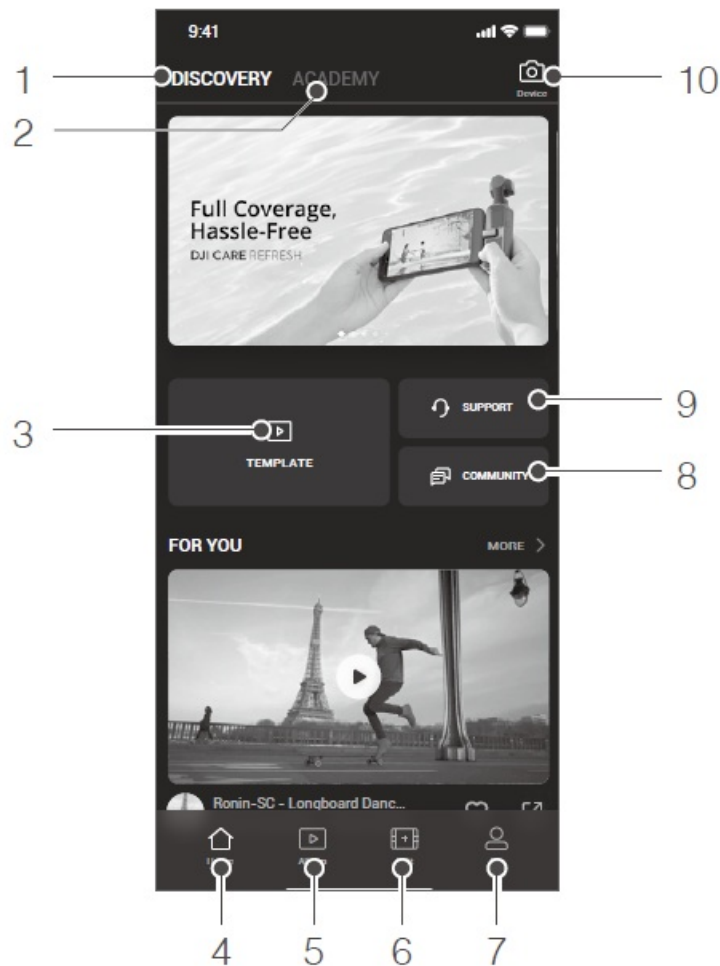 9:41
1
DISCOVERY ACADEMY
10
Device
2
Full Coverage,
Hassle-Free
DJI CARE REFRESH
3
TEMPLATE
SUPPORT
9
COMMUNITY
8
FOR YOU
MORE >
Ronin-SC - Longboard Danc...
4 5 6 7